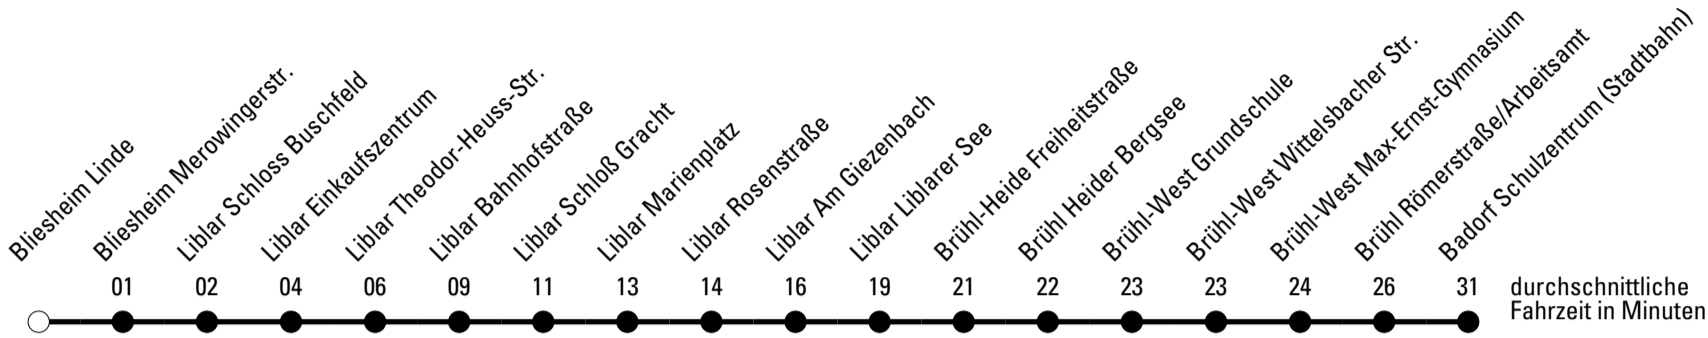 Bliesheim Linde
Bliesheim Merowingerstr.
Liblar Schloss Buschfeld
Liblar Einkaufszentrum
Liblar Theodor-Heuss-Str.
Liblar Bahnhofstraße
Liblar Schloß Gracht
Liblar Marienplatz
Liblar Rosenstraße
Liblar Am Giezenbach
Liblar Liblarer See
Brühl-Heide Freiheitstraße
Brühl Heider Bergsee
Brühl-West Grundschule
Brühl-West Wittelsbacher Str.
Brühl-West Max-Ernst-Gymnasium
Brühl Römerstraße/Arbeitsamt
Badorf Schulzentrum (Stadtbahn)
01 02 04 06 09 11 13 14 16 19 21 22 23 23 24 26 31
durchschnittliche
Fahrzeit in Minuten